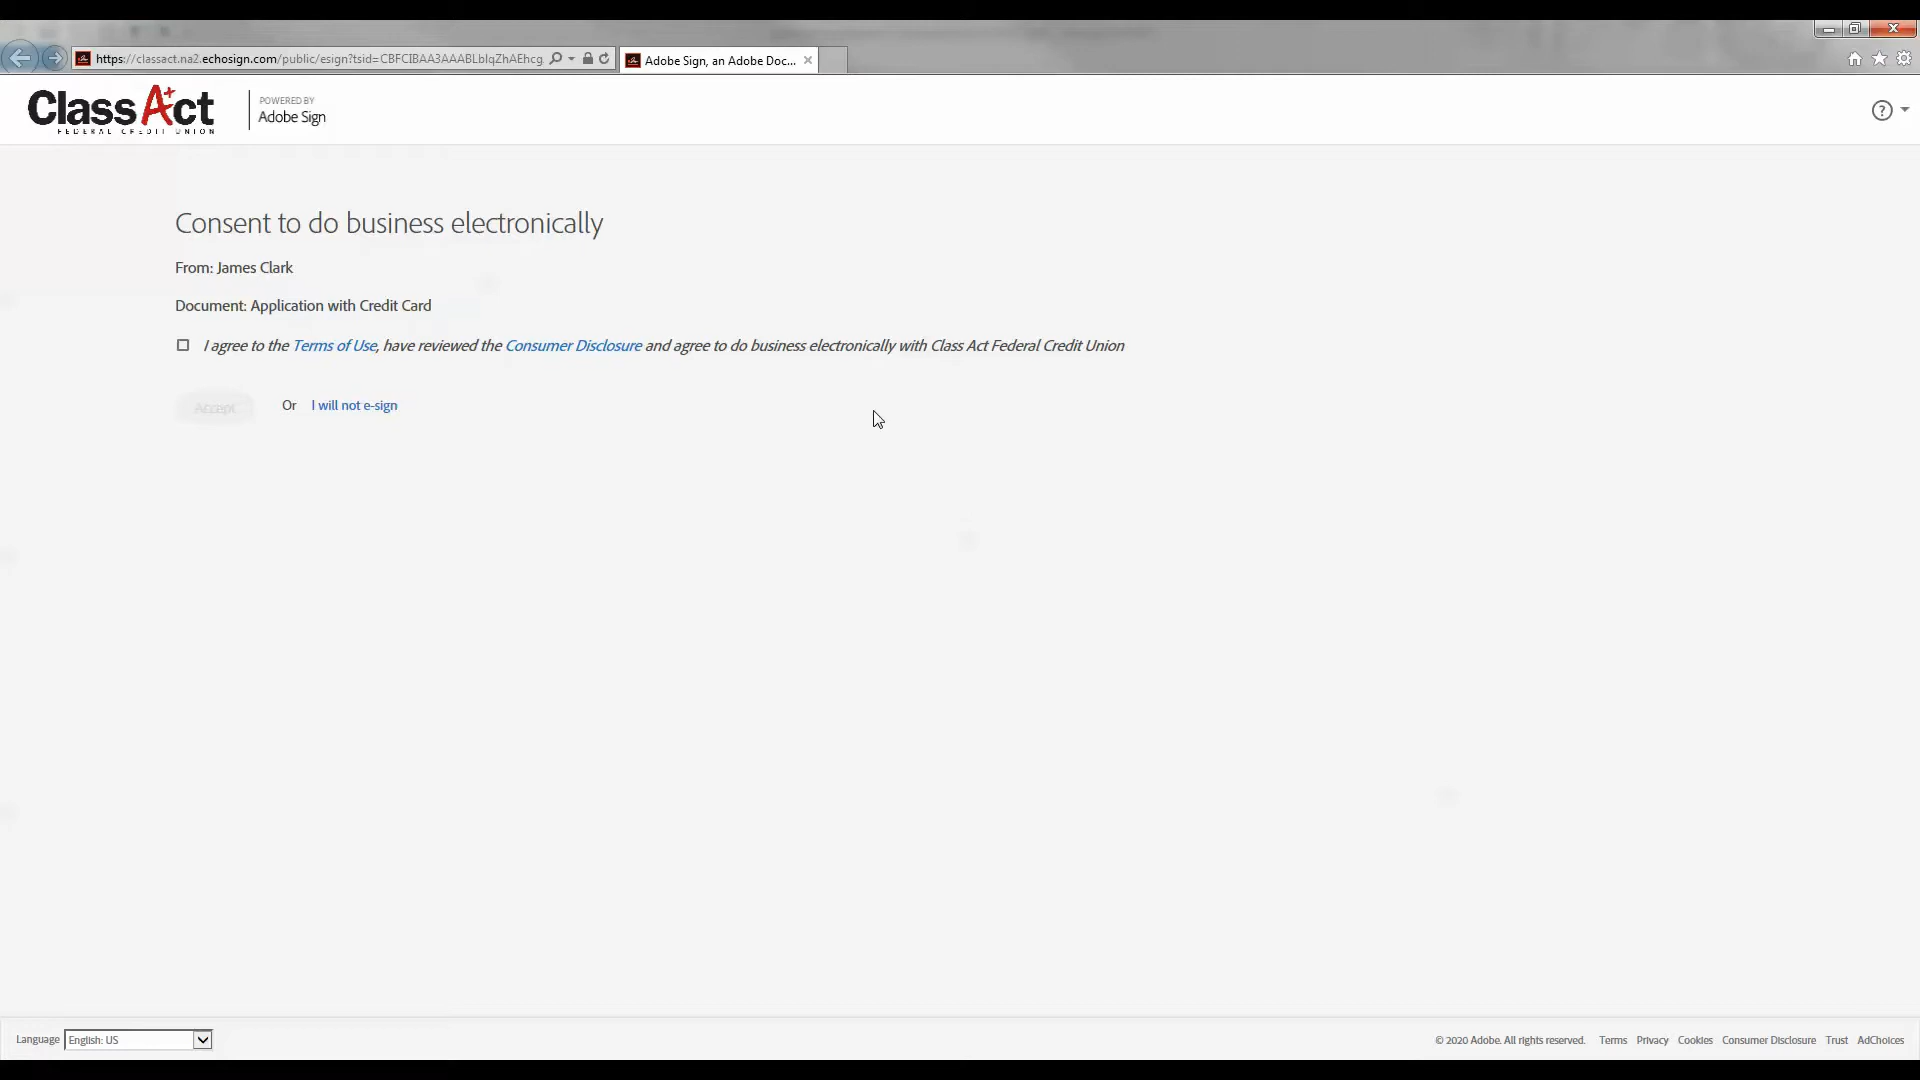 https://classact.na2.echosign.com/public/esign?tsid=CBFCIBAA3AAABLblqZhAEhcg
Adobe Sign, an Adobe Doc...
Class A+ct
FEDERAL CREDIT UNION
POWERED BY
Adobe Sign
Consent to do business electronically
From: James Clark
Document: Application with Credit Card
I agree to the Terms of Use, have reviewed the Consumer Disclosure and agree to do business electronically with Class Act Federal Credit Union
Accept Or I will not e-sign
Language English: US © 2020 Adobe. All rights reserved. Terms Privacy Cookies Consumer Disclosure Trust AdChoices